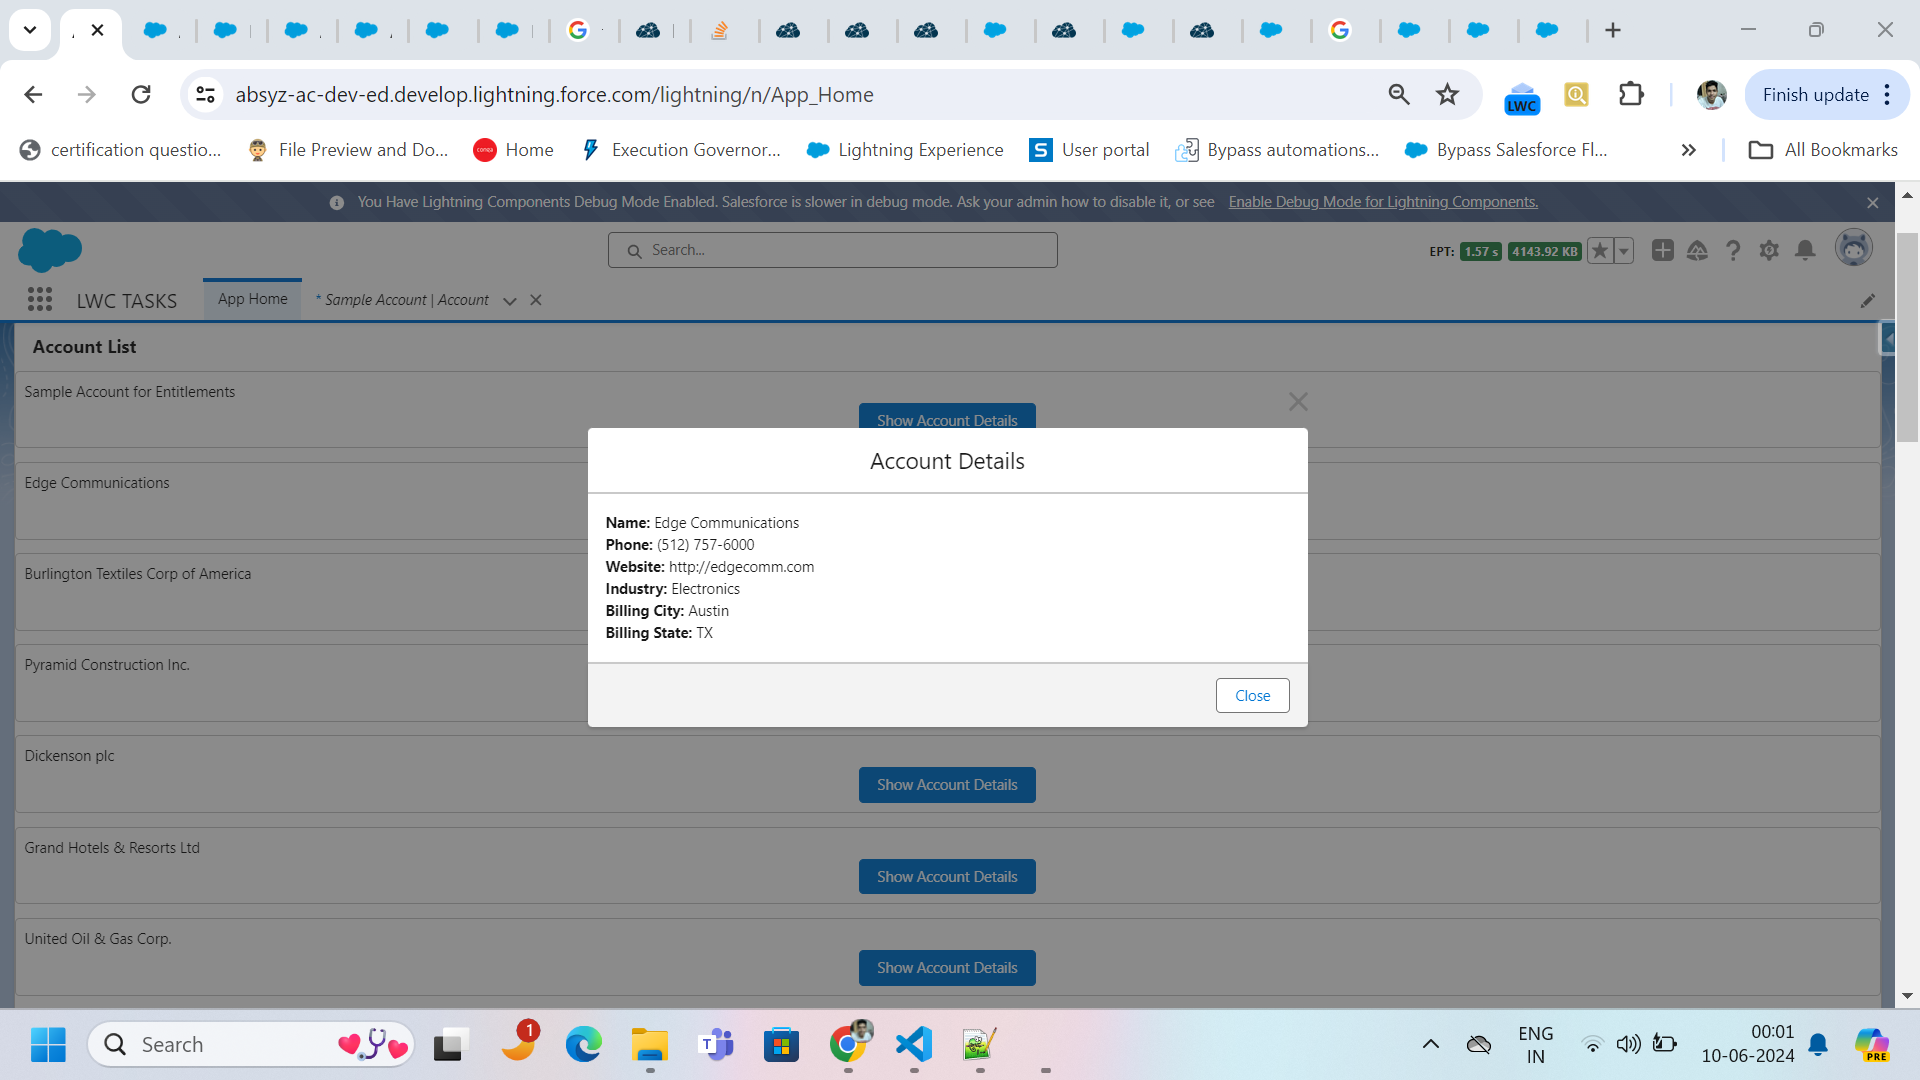 absyz-ac-dev-ed.develop.lightning.force.com/lightning/n/App_Home
LWC
Finish update
certification questio...
File Preview and Do...
Home
Execution Governor...
Lightning Experience
S
User portal
Bypass automations...
Bypass Salesforce Fl...
»
All Bookmarks
You Have Lightning Components Debug Mode Enabled. Salesforce is slower in debug mode. Ask your admin how to disable it, or see Enable Debug Mode for Lightning Components.
Search...
EPT: 1.57 s 4143.92 KB
LWC TASKS
App Home
* Sample Account | Account
Account List
Sample Account for Entitlements
Show Account Details
Edge Communications
Burlington Textiles Corp of America
Pyramid Construction Inc.
Account Details
Name: Edge Communications
Phone: (512) 757-6000
Website: http://edgecomm.com
Industry: Electronics
Billing City: Austin
Billing State: TX
Close
Dickenson plc
Show Account Details
Grand Hotels & Resorts Ltd
Show Account Details
United Oil & Gas Corp.
Show Account Details
Search
1
T
ENG
IN
00:01
10-06-2024
PRE